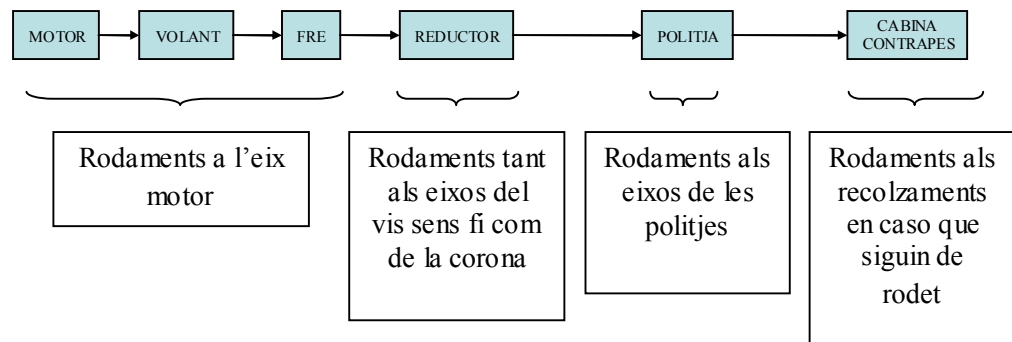 MOTOR
VOLANT
FRE
REDUCTOR
POLITJA
CABINA
CONTRAPES
Rodaments a l'eix
motor
Rodaments tant
als eixos del
vis sens fi com
de la corona
Rodaments als
eixos de les
politjes
Rodaments als
recolzaments
en caso que
siguin de
rodet